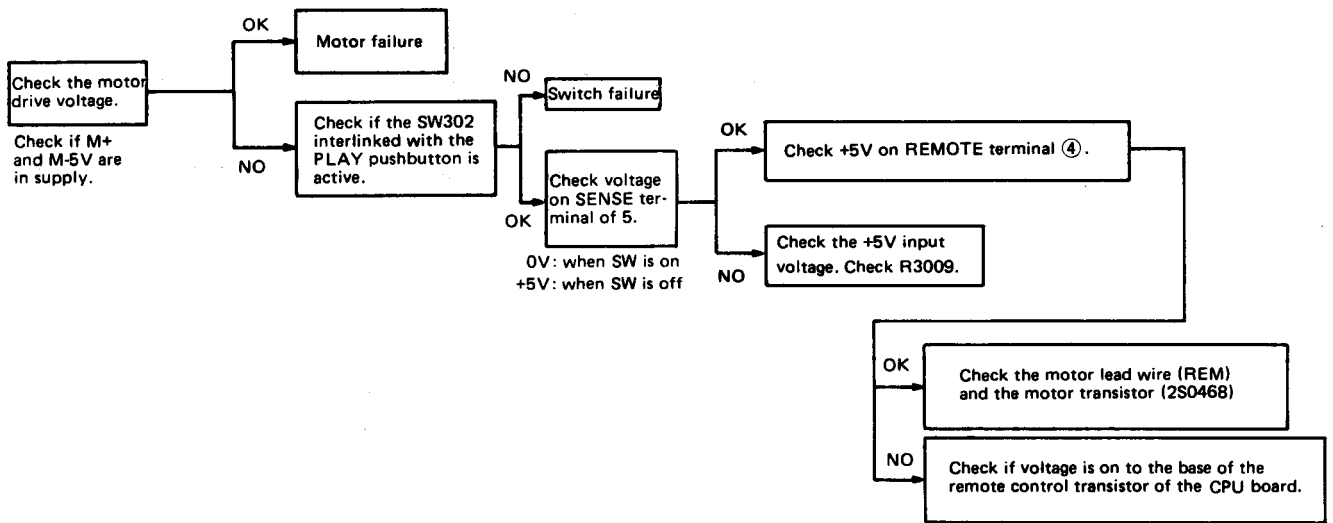 Check the motor
drive voltage.
Check if M+
and M-5V are
in supply.
OK
Motor failure
NO
Check if the SW302
interlinked with the
PLAY pushbutton is
active.
NO
Switch failure
OK
Check voltage
on SENSE ter-
minal of 5.
0V: when SW is on
+5V: when SW is off
OK
Check +5V on REMOTE terminal ④.
NO
Check the +5V input
voltage. Check R3009.
OK
Check the motor lead wire (REM)
and the motor transistor (2S0468)
NO
Check if voltage is on to the base of the
remote control transistor of the CPU board.